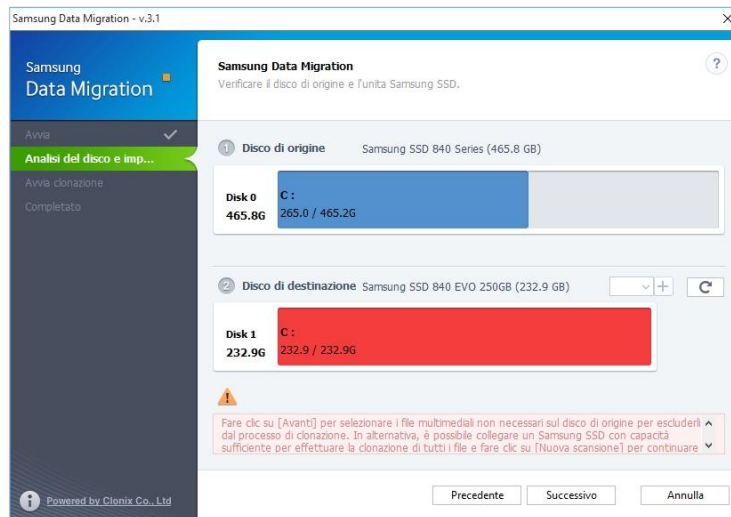 Samsung Data Migration - v.3.1
Samsung
Data Migration
Samsung Data Migration
Verificare il disco di origine e l'unita Samsung SSD.
?
Avvia
Analisi del disco e imp...
Avvia clonazione
Completato
1 Disco di origine Samsung SSD 840 Series (465.8 GB)
Disk 0
465.8G
C :
265.0 / 465.2G
2 Disco di destinazione Samsung SSD 840 EVO 250GB (232.9 GB)
Disk 1
232.9G
C :
232.9 / 232.9G
Fare clic su [Avanti] per selezionare i file multimediali non necessari sul disco di origine per escluderli
dal processo di clonazione. In alternativa, è possibile collegare un Samsung SSD con capacità
sufficiente per effettuare la clonazione di tutti i file e fare clic su [Nuova scansione] per continuare
Powered by Clonix Co., Ltd
Precedente
Successivo
Annulla